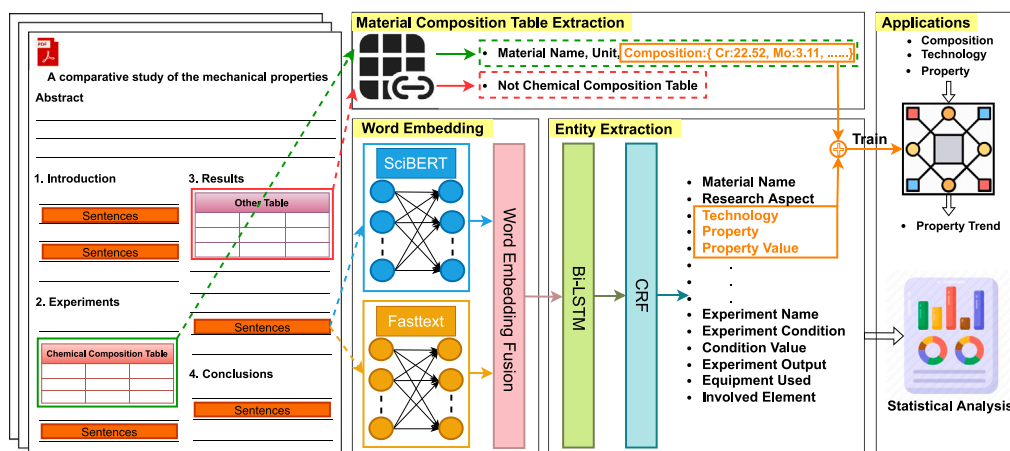 PDF
A comparative study of the mechanical properties
Abstract
1. Introduction
Sentences
Sentences
2. Experiments
Chemical Composition Table
Sentences
3. Results
Other Table
Sentences
4. Conclusions
Sentences
Material Composition Table Extraction
• Material Name, Unit, Composition:{ Cr:22.52, Mo:3.11, ......}
• Not Chemical Composition Table
Word Embedding
SciBERT
Fasttext
Word Embedding Fusion
Entity Extraction
Bi-LSTM
CRF
• Material Name
• Research Aspect
• Technology
• Property
• Property Value
• .
• .
• .
• Experiment Name
• Experiment Condition
• Condition Value
• Experiment Output
• Equipment Used
• Involved Element
Train
Applications
• Composition
• Technology
• Property
• Property Trend
Statistical Analysis